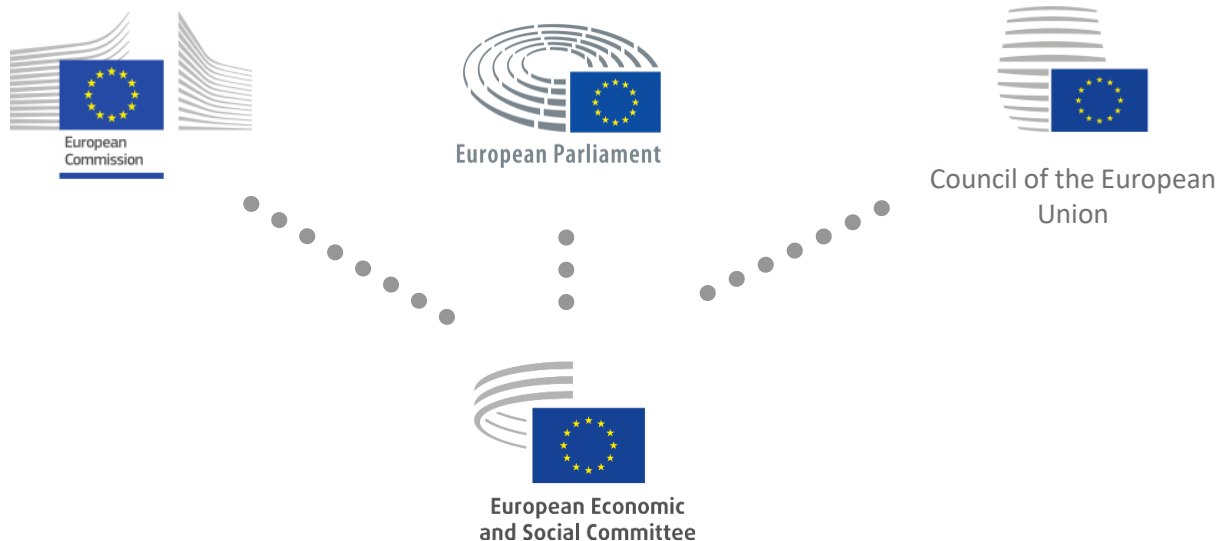 European
Commission
European Parliament
Council of the European
Union
European Economic
and Social Committee